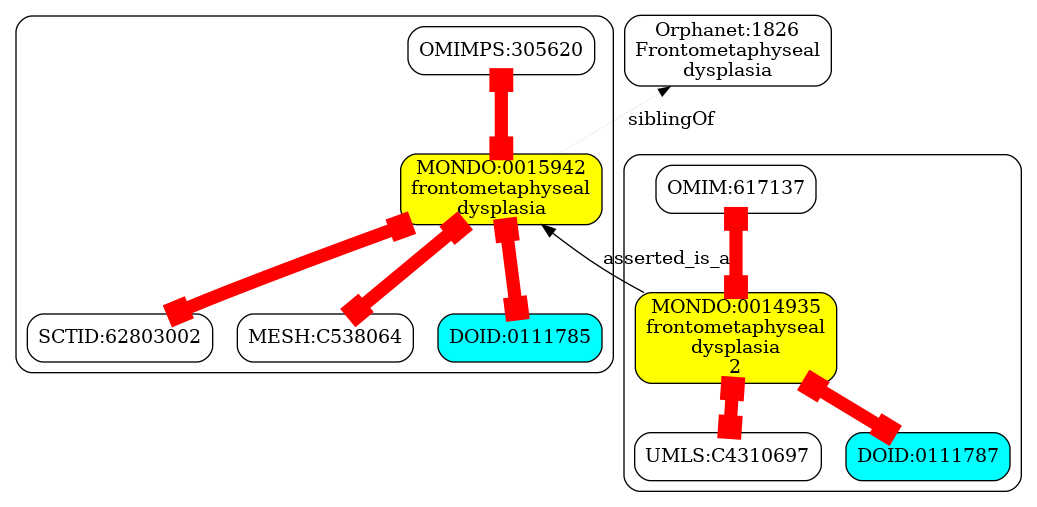 OMIMPS:305620
Orphanet:1826
Frontometaphyseal
dysplasia
siblingOf
MONDO:0015942
frontometaphyseal
dysplasia
OMIM:617137
asserted_is_a
SCTID:62803002
MESH:C538064
DOID:0111785
MONDO:0014935
frontometaphyseal
dysplasia
2
UMLS:C4310697
DOID:0111787